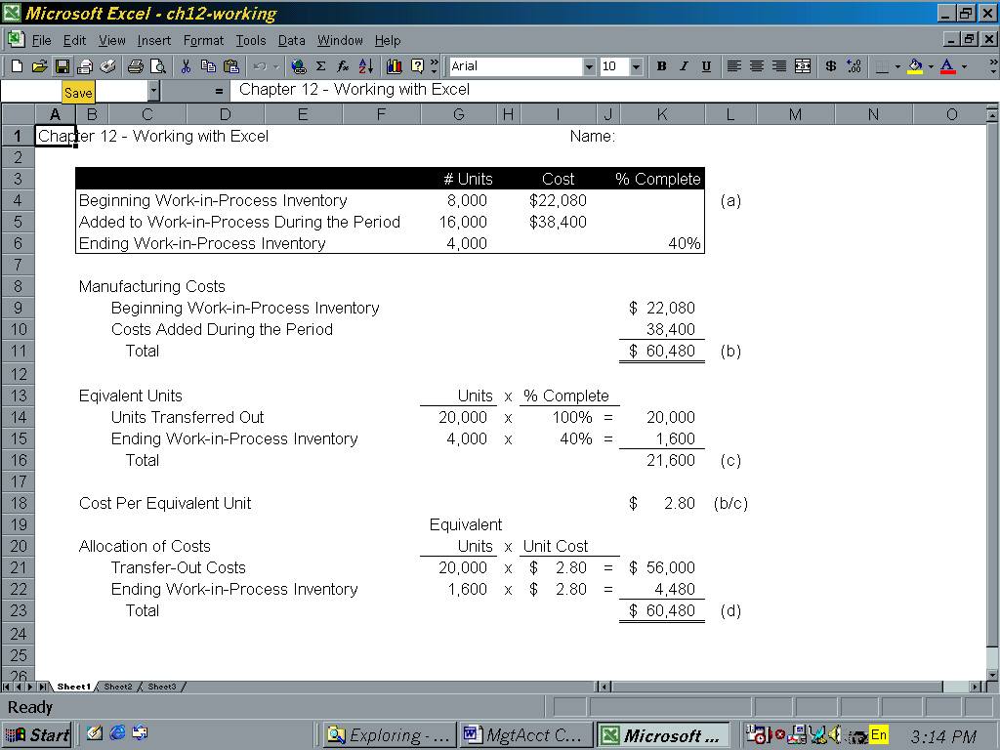 Microsoft Excel - ch12-working
File Edit View Insert Format Tools Data Window Help
Arial 10 B I U $
Save = Chapter 12 - Working with Excel
A B C D E F G H I J K L M N O
1 Chapter 12 - Working with Excel Name:
2
3 # Units Cost % Complete
4 Beginning Work-in-Process Inventory 8,000 $22,080 (a)
5 Added to Work-in-Process During the Period 16,000 $38,400
6 Ending Work-in-Process Inventory 4,000 40%
7
8 Manufacturing Costs
9 Beginning Work-in-Process Inventory $ 22,080
10 Costs Added During the Period 38,400
11 Total $ 60,480 (b)
12
13 Eqivalent Units Units x % Complete
14 Units Transferred Out 20,000 x 100% = 20,000
15 Ending Work-in-Process Inventory 4,000 x 40% = 1,600
16 Total 21,600 (c)
17
18 Cost Per Equivalent Unit $ 2.80 (b/c)
19 Equivalent
20 Allocation of Costs Units x Unit Cost
21 Transfer-Out Costs 20,000 x $ 2.80 = $ 56,000
22 Ending Work-in-Process Inventory 1,600 x $ 2.80 = 4,480
23 Total $ 60,480 (d)
24
25
26
Sheet1 Sheet2 Sheet3
Ready
Start Exploring - ... MgtAcct C... Microsoft ... En 3:14 PM